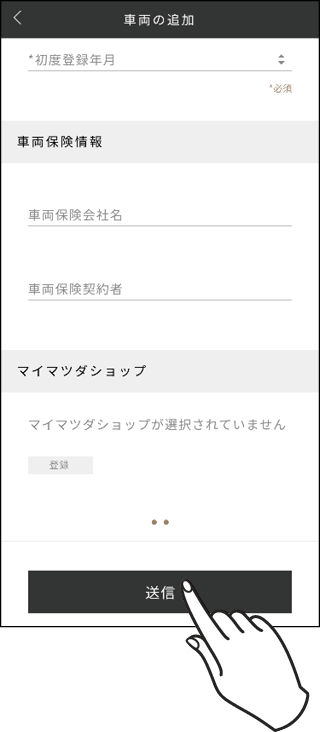 車両の追加
*初度登録年月
*必須
車両保険情報
車両保険会社名
車両保険契約者
マイマツダショップ
マイマツダショップが選択されていません
登録
送信